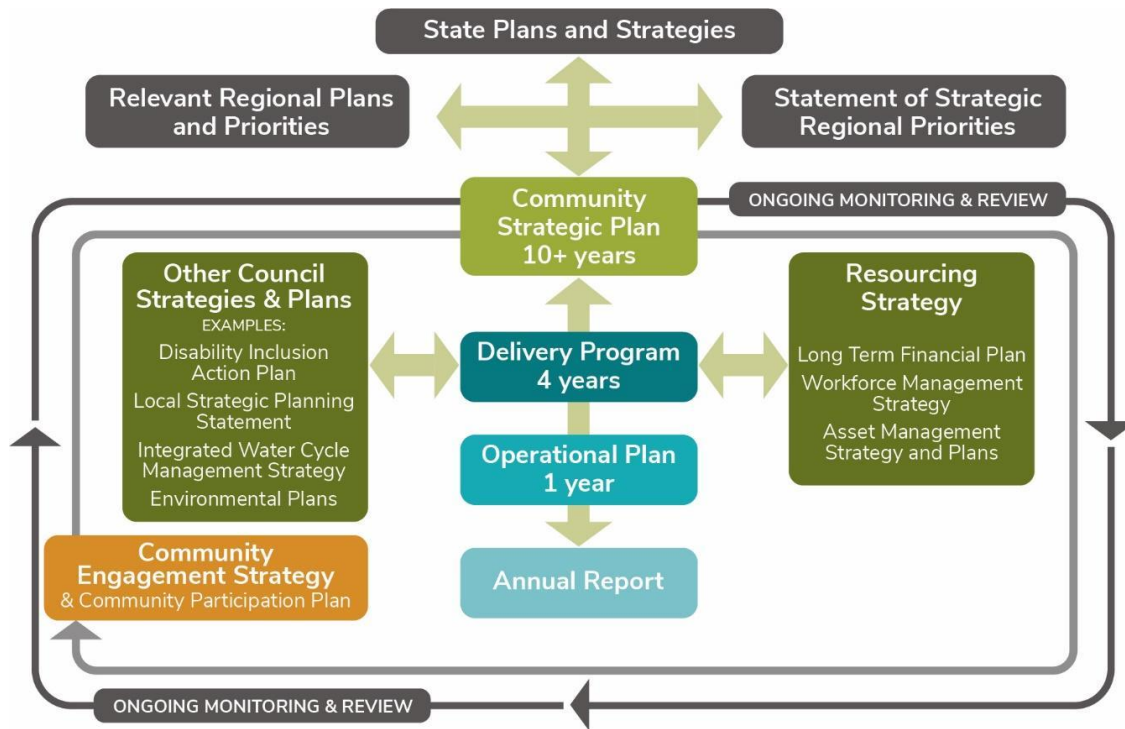 State Plans and Strategies
Relevant Regional Plans
and Priorities
Statement of Strategic
Regional Priorities
Community
Strategic Plan
10+ years
ONGOING MONITORING & REVIEW
Other Council
Strategies & Plans
EXAMPLES:
Disability Inclusion
Action Plan
Local Strategic Planning
Statement
Integrated Water Cycle
Management Strategy
Environmental Plans
Delivery Program
4 years
Resourcing
Strategy
Long Term Financial Plan
Workforce Management
Strategy
Asset Management
Strategy and Plans
Operational Plan
1 year
Community
Engagement Strategy
& Community Participation Plan
Annual Report
ONGOING MONITORING & REVIEW